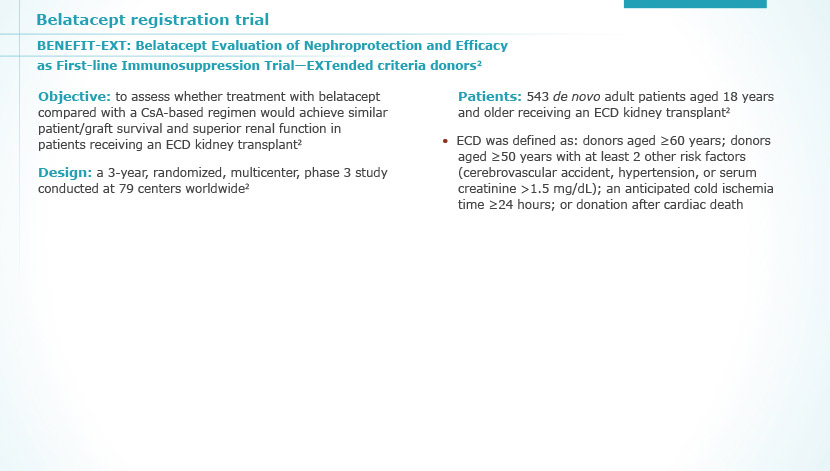 Belatacept registration trial
BENEFIT-EXT: Belatacept Evaluation of Nephroprotection and Efficacy
as First-line Immunosuppression Trial—EXTended criteria donors²
Objective: to assess whether treatment with belatacept
compared with a CsA-based regimen would achieve similar
patient/graft survival and superior renal function in
patients receiving an ECD kidney transplant²
Design: a 3-year, randomized, multicenter, phase 3 study
conducted at 79 centers worldwide²
Patients: 543 de novo adult patients aged 18 years
and older receiving an ECD kidney transplant²
• ECD was defined as: donors aged ≥60 years; donors
aged ≥50 years with at least 2 other risk factors
(cerebrovascular accident, hypertension, or serum
creatinine >1.5 mg/dL); an anticipated cold ischemia
time ≥24 hours; or donation after cardiac death